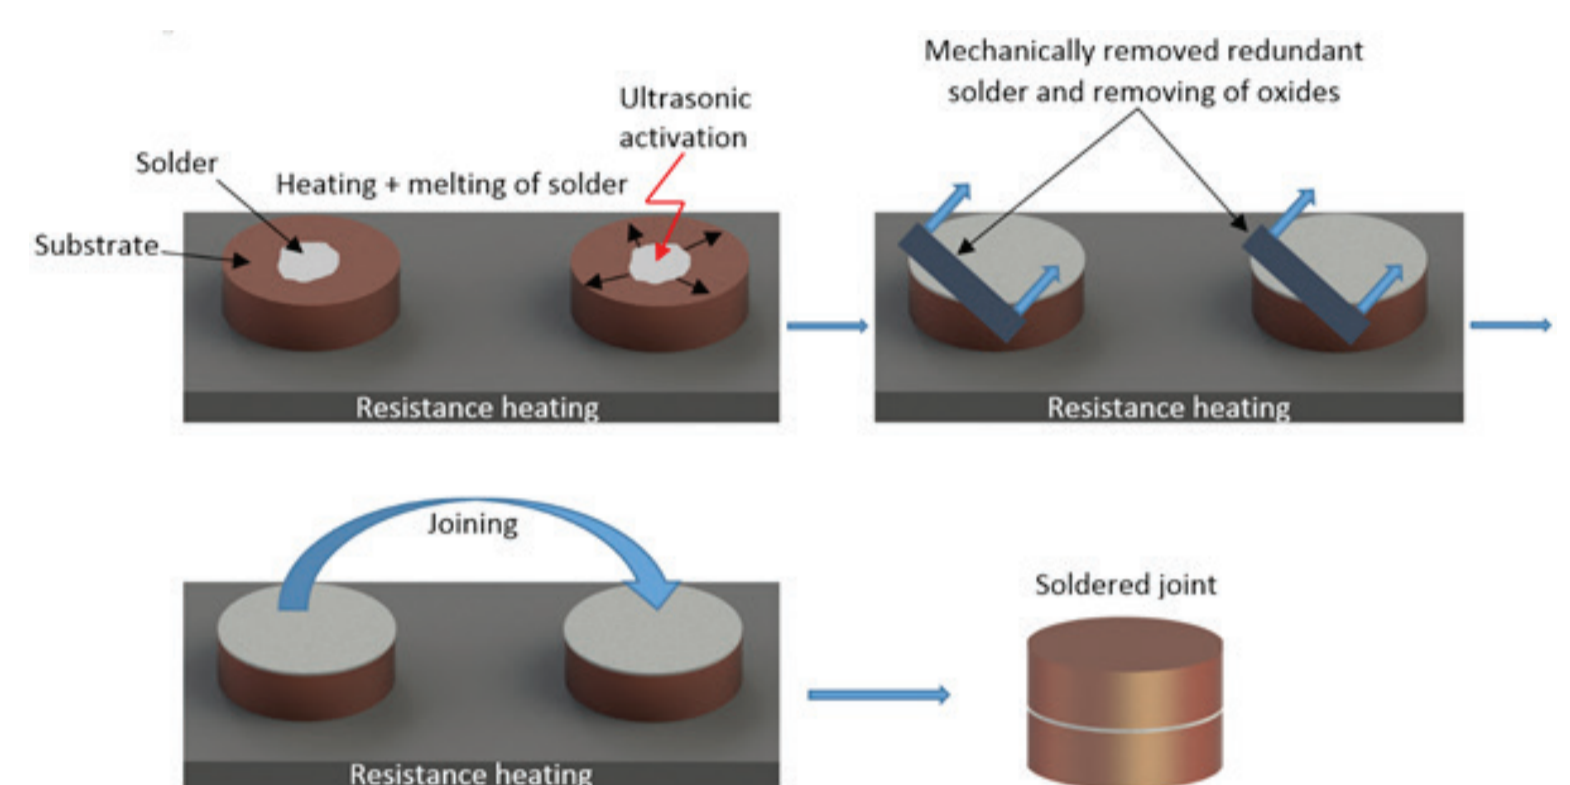 Mechanically removed redundant
solder and removing of oxides
Ultrasonic
activation
Solder
Heating + melting of solder
Substrate
Resistance heating
Resistance heating
Joining
Soldered joint
Resistance heating